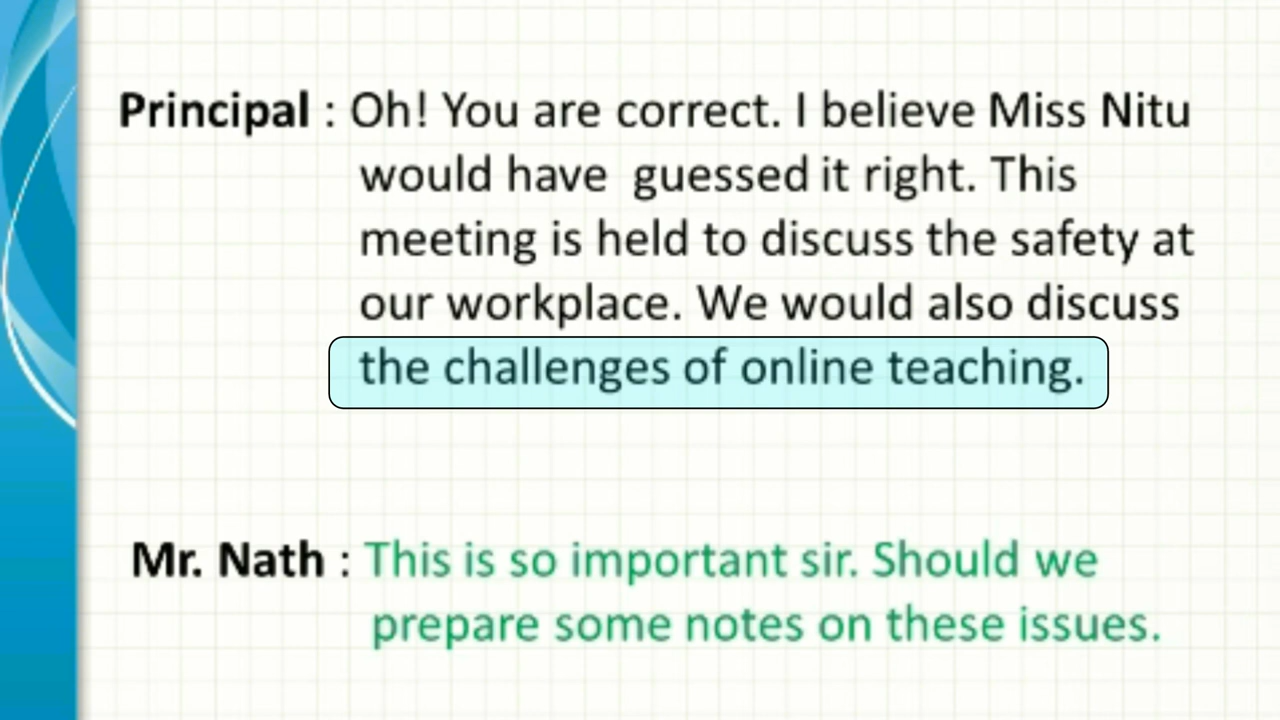 Principal : Oh! You are correct. I believe Miss Nitu
would have guessed it right. This
meeting is held to discuss the safety at
our workplace. We would also discuss
the challenges of online teaching.
Mr. Nath : This is so important sir. Should we
prepare some notes on these issues.